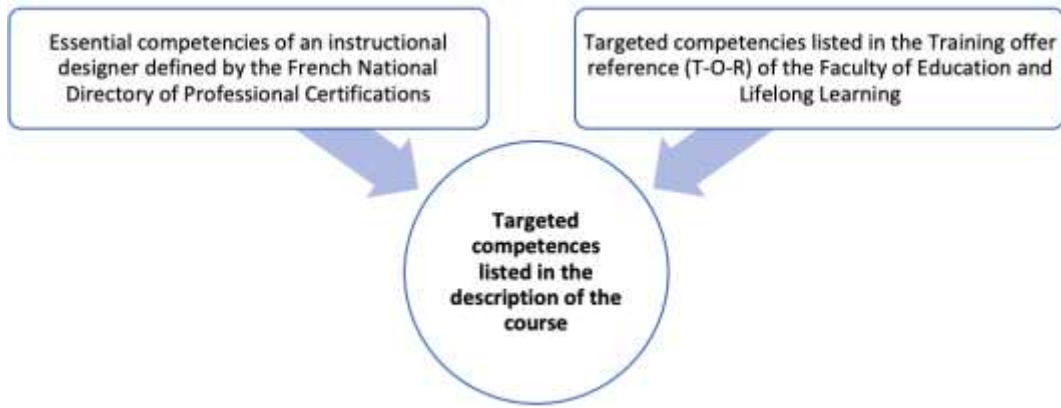 Essential competencies of an instructional
designer defined by the French National
Directory of Professional Certifications
Targeted competencies listed in the Training offer
reference (T-O-R) of the Faculty of Education and
Lifelong Learning
Targeted
competences
listed in the
description of the
course